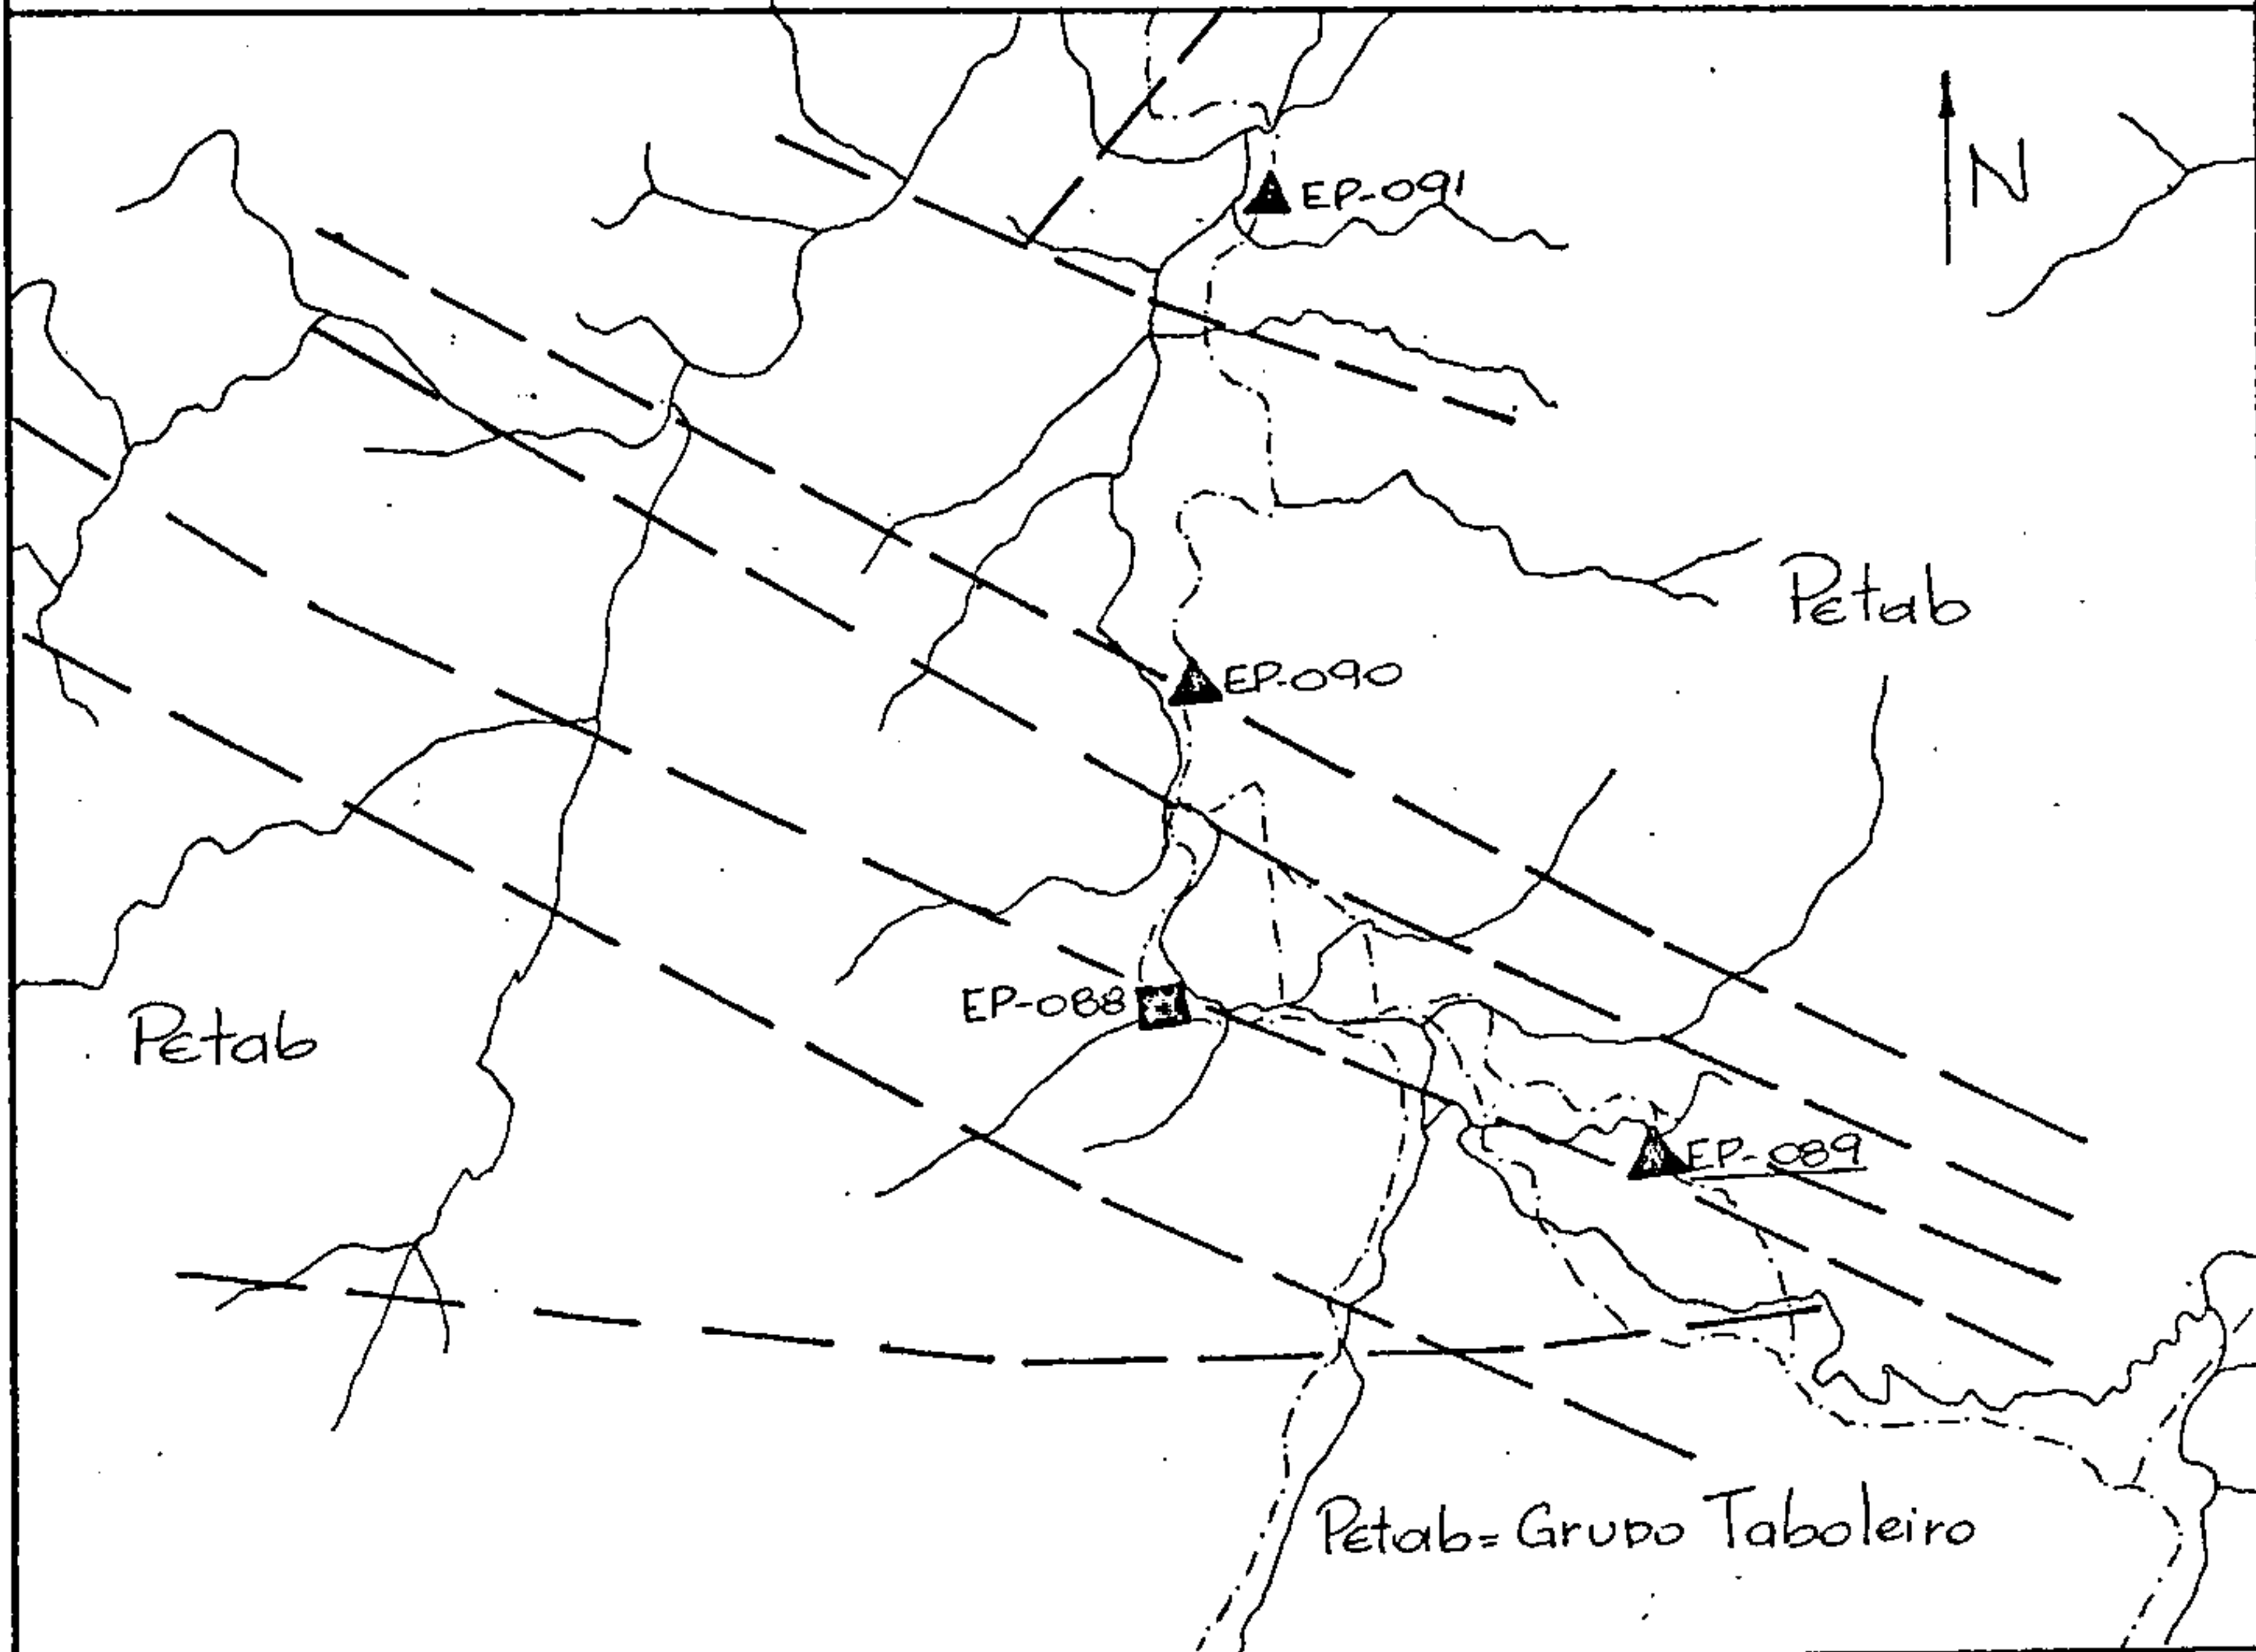 EP-091
N
Petab
EP-090
EP-088
Petab
EP-089
Petab= Grupo Taboleiro